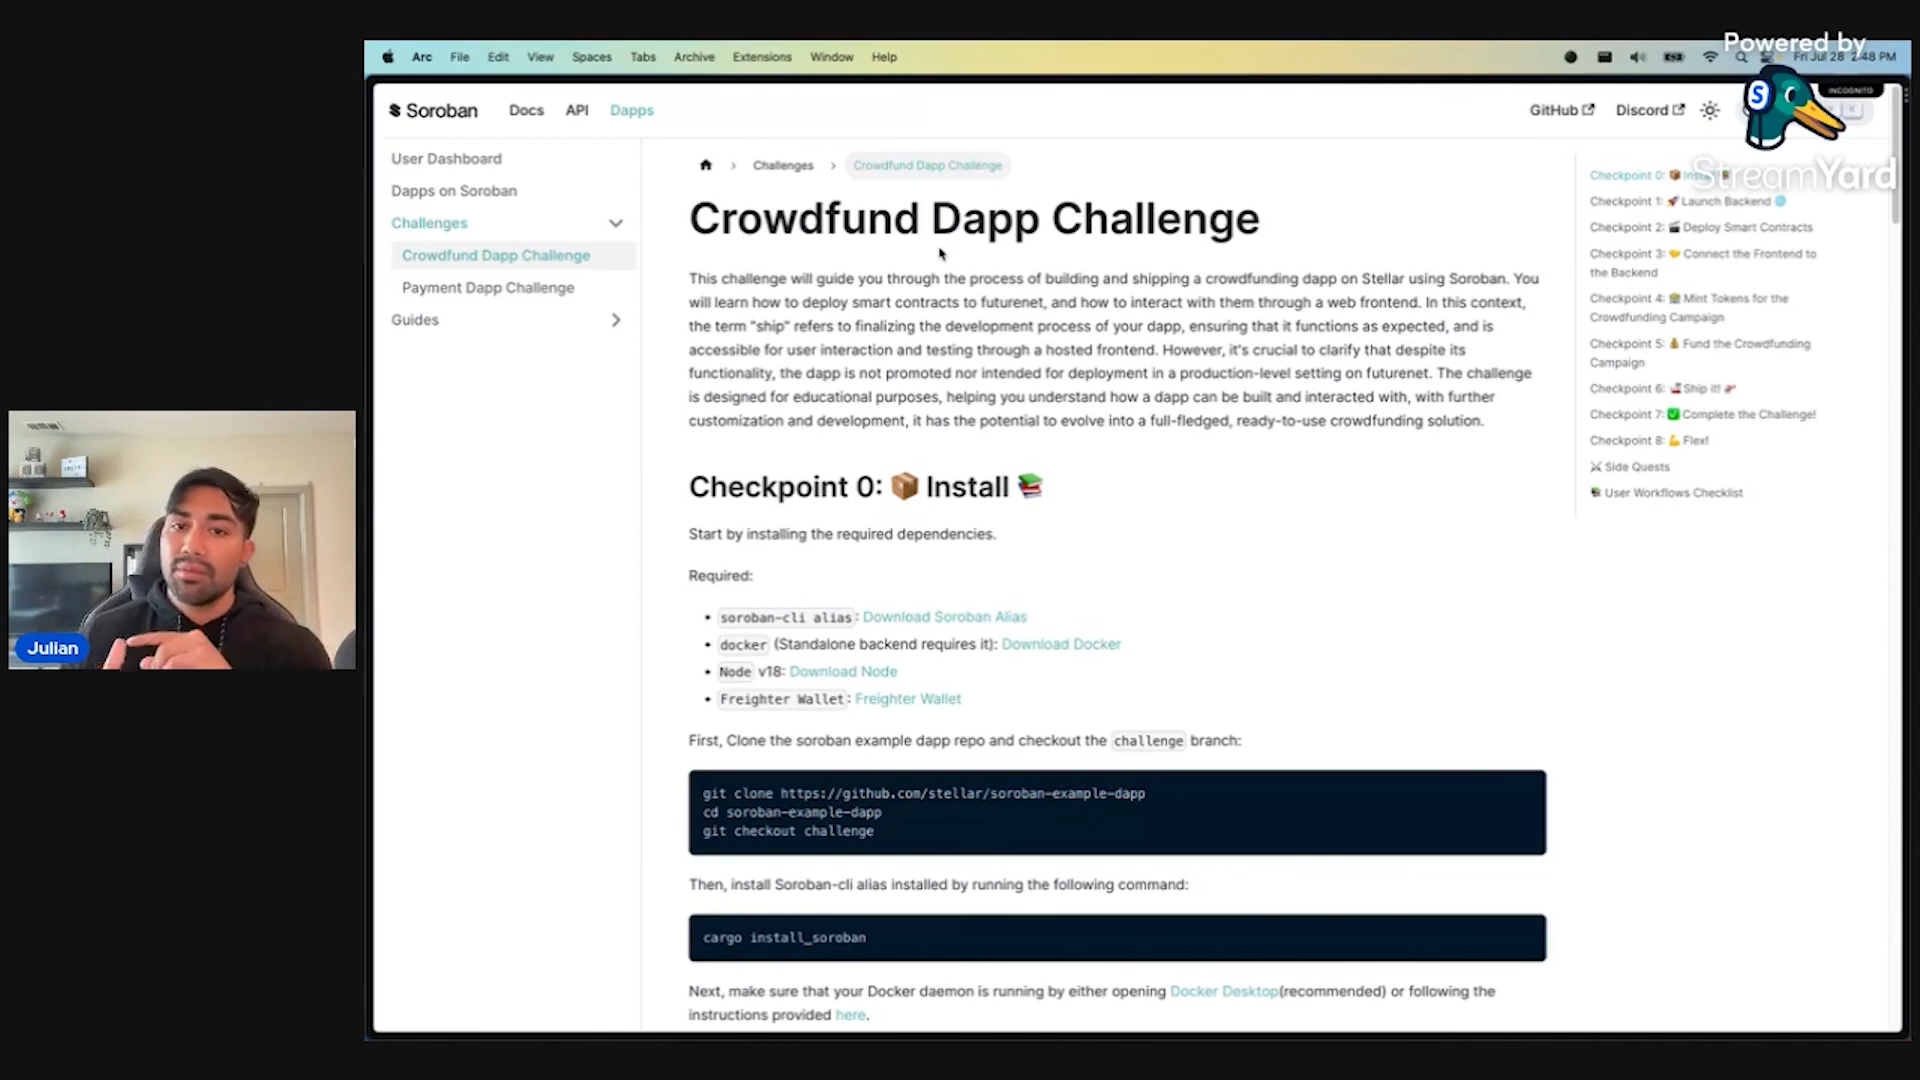 Arc File Edit View Spaces Tabs Archive Extensions Window Help
Fri Jul 28 2:48 PM
Powered by
StreamYard
INCOGNITO
Soroban Docs API Dapps
GitHub Discord
User Dashboard
Dapps on Soroban
Challenges
Crowdfund Dapp Challenge
Payment Dapp Challenge
Guides
Challenges > Crowdfund Dapp Challenge
Crowdfund Dapp Challenge
This challenge will guide you through the process of building and shipping a crowdfunding dapp on Stellar using Soroban. You
will learn how to deploy smart contracts to futurenet, and how to interact with them through a web frontend. In this context,
the term "ship" refers to finalizing the development process of your dapp, ensuring that it functions as expected, and is
accessible for user interaction and testing through a hosted frontend. However, it's crucial to clarify that despite its
functionality, the dapp is not promoted nor intended for deployment in a production-level setting on futurenet. The challenge
is designed for educational purposes, helping you understand how a dapp can be built and interacted with, with further
customization and development, it has the potential to evolve into a full-fledged, ready-to-use crowdfunding solution.
Checkpoint 0: 📦 Install 📚
Start by installing the required dependencies.
Required:
• soroban-cli alias: Download Soroban Alias
• docker (Standalone backend requires it): Download Docker
• Node v18: Download Node
• Freighter Wallet: Freighter Wallet
First, Clone the soroban example dapp repo and checkout the challenge branch:
git clone https://github.com/stellar/soroban-example-dapp
cd soroban-example-dapp
git checkout challenge
Then, install Soroban-cli alias installed by running the following command:
cargo install_soroban
Next, make sure that your Docker daemon is running by either opening Docker Desktop(recommended) or following the
instructions provided here.
Checkpoint 0: 📦 Install 📚
Checkpoint 1: 🚀 Launch Backend
Checkpoint 2: 🎬 Deploy Smart Contracts
Checkpoint 3: 🤝 Connect the Frontend to
the Backend
Checkpoint 4: Mint Tokens for the
Crowdfunding Campaign
Checkpoint 5: 💰 Fund the Crowdfunding
Campaign
Checkpoint 6: 🚢 Ship it! 🚁
Checkpoint 7: ✅ Complete the Challenge!
Checkpoint 8: 💪 Flex!
⚔️ Side Quests
📚 User Workflows Checklist
Julian